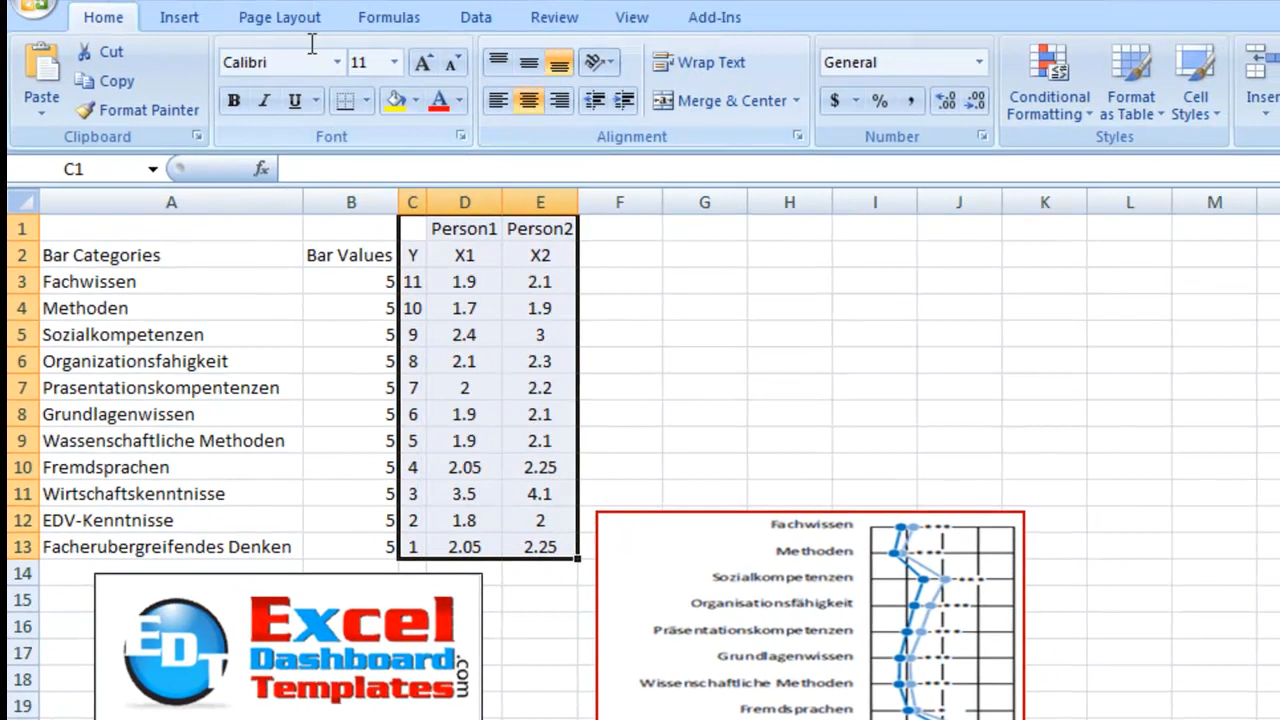 Home Insert Page Layout Formulas Data Review View Add-Ins
Paste
Cut
Copy
Format Painter
Clipboard
Calibri 11
B I U A
Font
Wrap Text
Merge & Center
Alignment
General
$ % ,
Number
Conditional Formatting
Format as Table
Cell Styles
Styles
C1 fx
A B C D E F G H I J K L M
1 Person1 Person2
2 Bar Categories Bar Values Y X1 X2
3 Fachwissen 5 11 1.9 2.1
4 Methoden 5 10 1.7 1.9
5 Sozialkompetenzen 5 9 2.4 3
6 Organizationsfahigkeit 5 8 2.1 2.3
7 Prasentationskompentenzen 5 7 2 2.2
8 Grundlagenwissen 5 6 1.9 2.1
9 Wassenschaftliche Methoden 5 5 1.9 2.1
10 Fremdsprachen 5 4 2.05 2.25
11 Wirtschaftskenntnisse 5 3 3.5 4.1
12 EDV-Kenntnisse 5 2 1.8 2
13 Facherubergreifendes Denken 5 1 2.05 2.25
14
15
16
17
18
19
EDT
Excel
Dashboard
Templates
.com
Fachwissen
Methoden
Sozialkompetenzen
Organisationsfähigkeit
Präsentationskompetenzen
Grundlagenwissen
Wissenschaftliche Methoden
Fremdsprachen